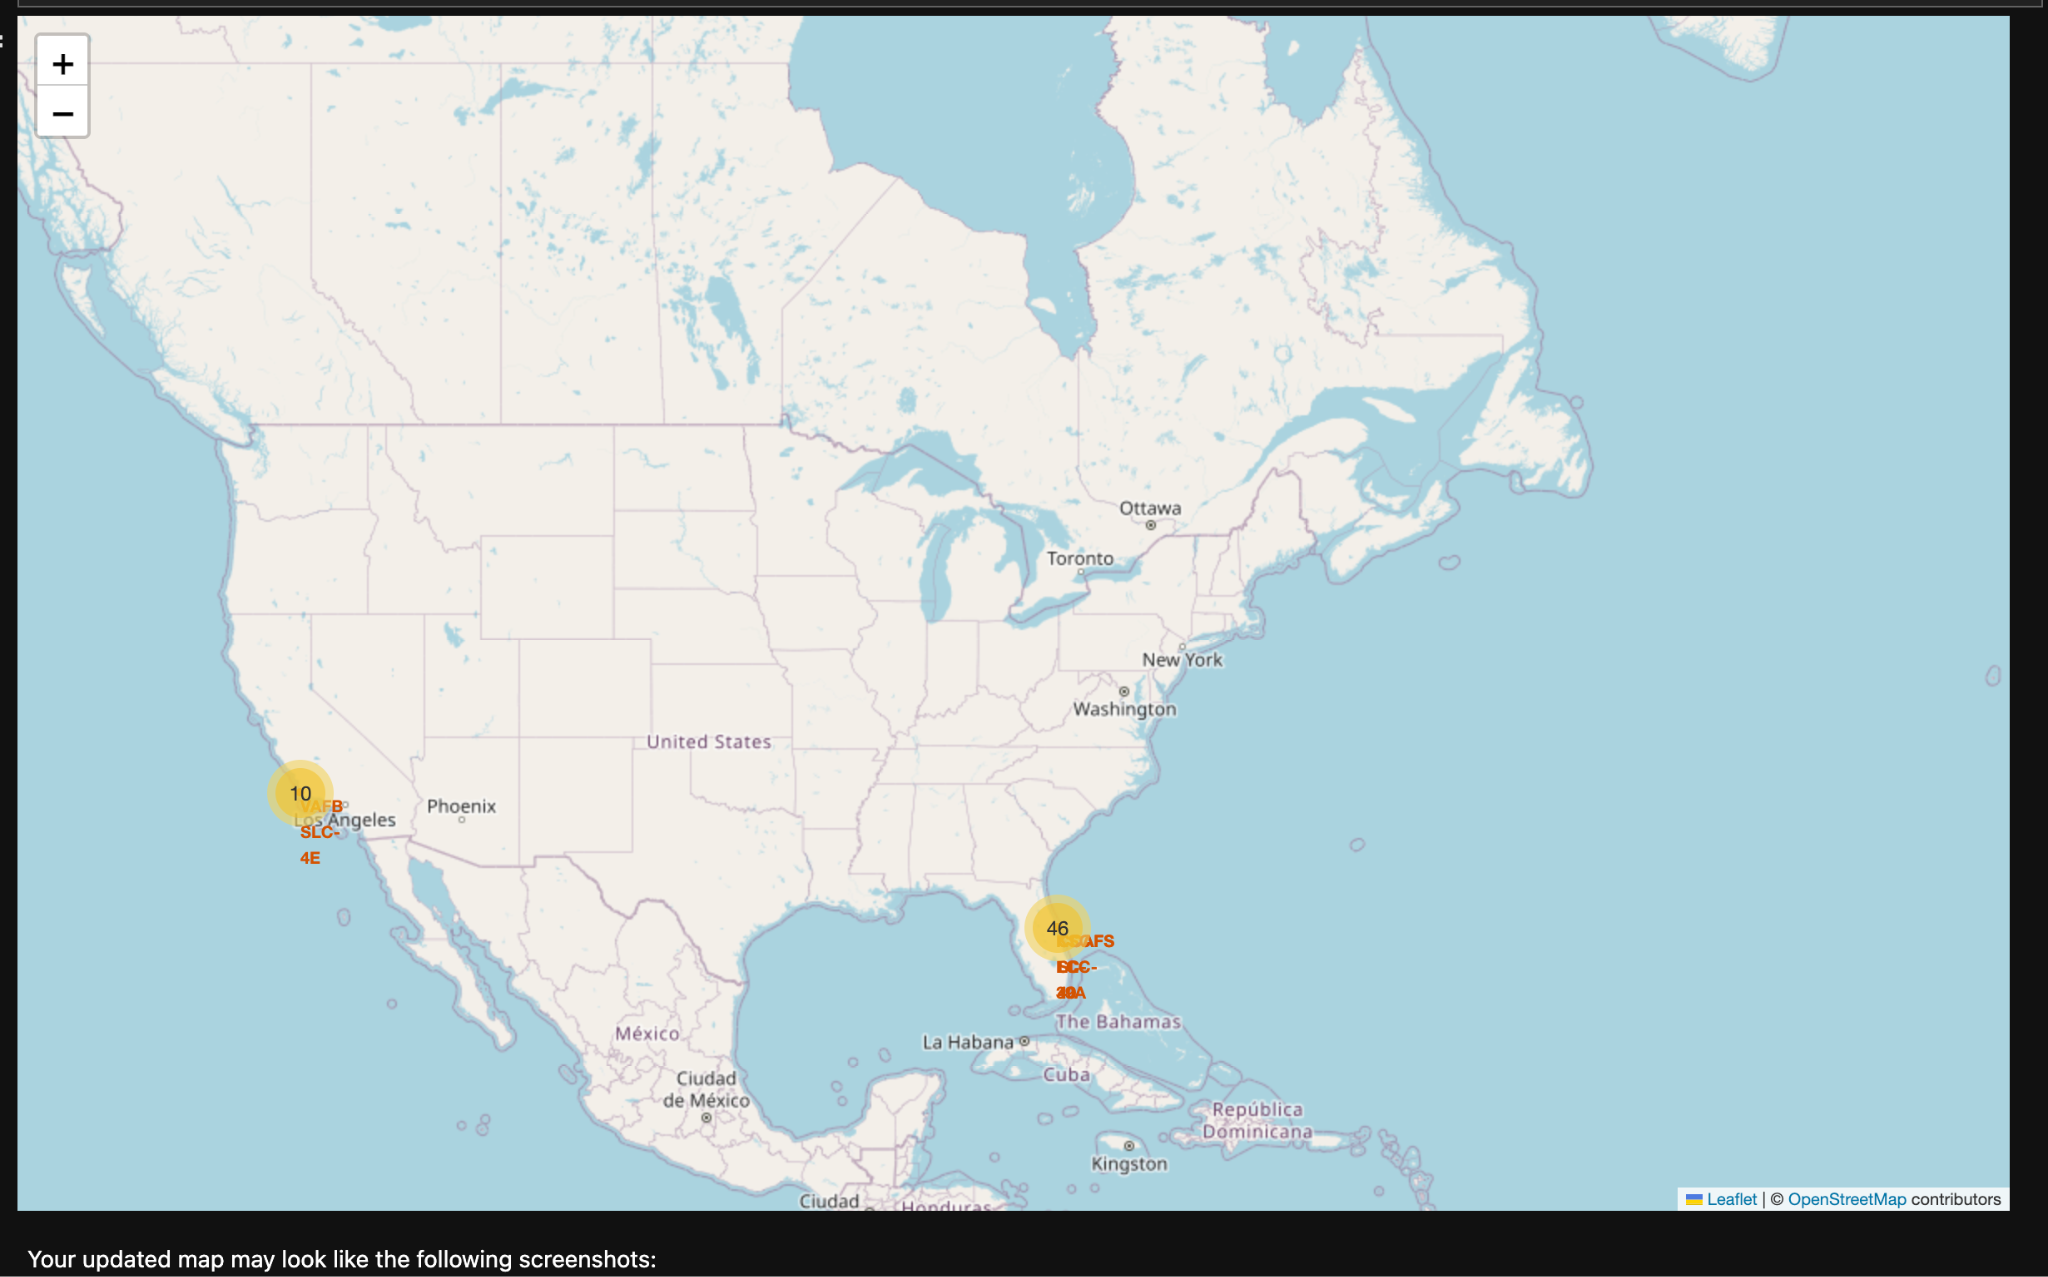 +
−
Ottawa
Toronto
New York
Washington
United States
10
VAFB
Los Angeles
SLC-
4E
Phoenix
46
The Bahamas
La Habana
México
Cuba
Ciudad
de México
República
Dominicana
Kingston
Ciudad
Honduras
Leaflet | © OpenStreetMap contributors
Your updated map may look like the following screenshots: